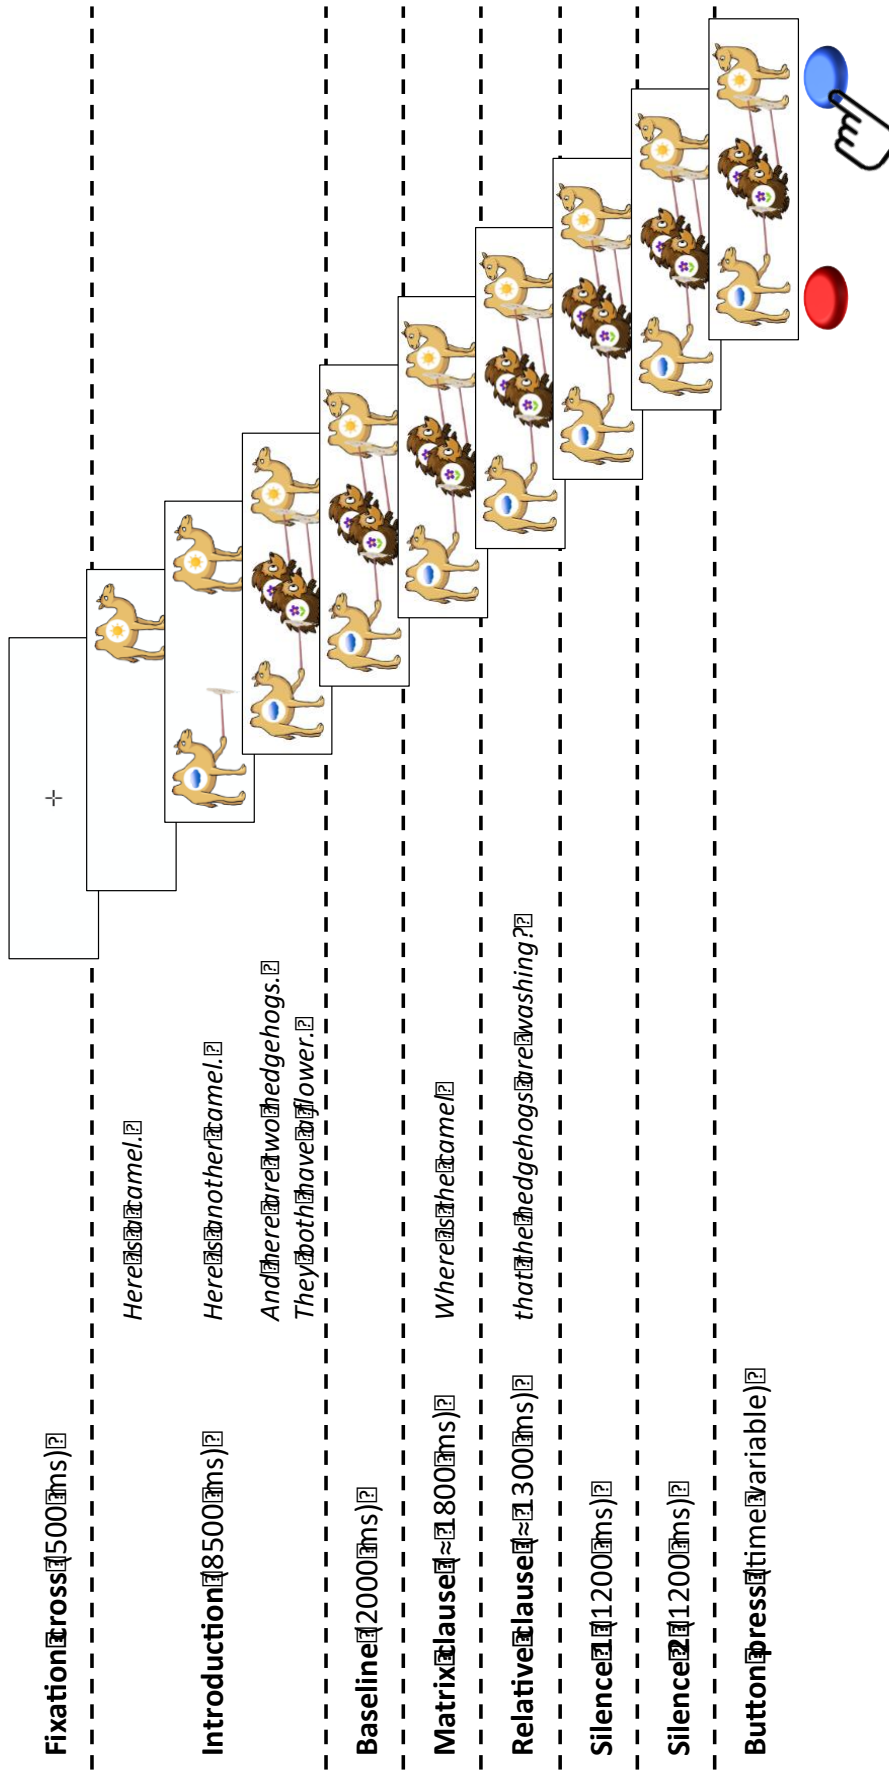 Fixation cross (500 ms)
Introduction (8500 ms)
Here is a camel.
Here is another camel.
And here are two hedgehogs.
They both have a flower.
Baseline (2000 ms)
Matrix clause (≈ 1800 ms)
Where is the camel
Relative clause (≈ 1300 ms)
that the hedgehogs are washing?
Silence 1 (1200 ms)
Silence 2 (1200 ms)
Button press (time variable)